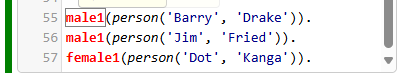 55 male1(person('Barry', 'Drake')).
56 male1(person('Jim', 'Fried')).
57 female1(person('Dot', 'Kanga')).